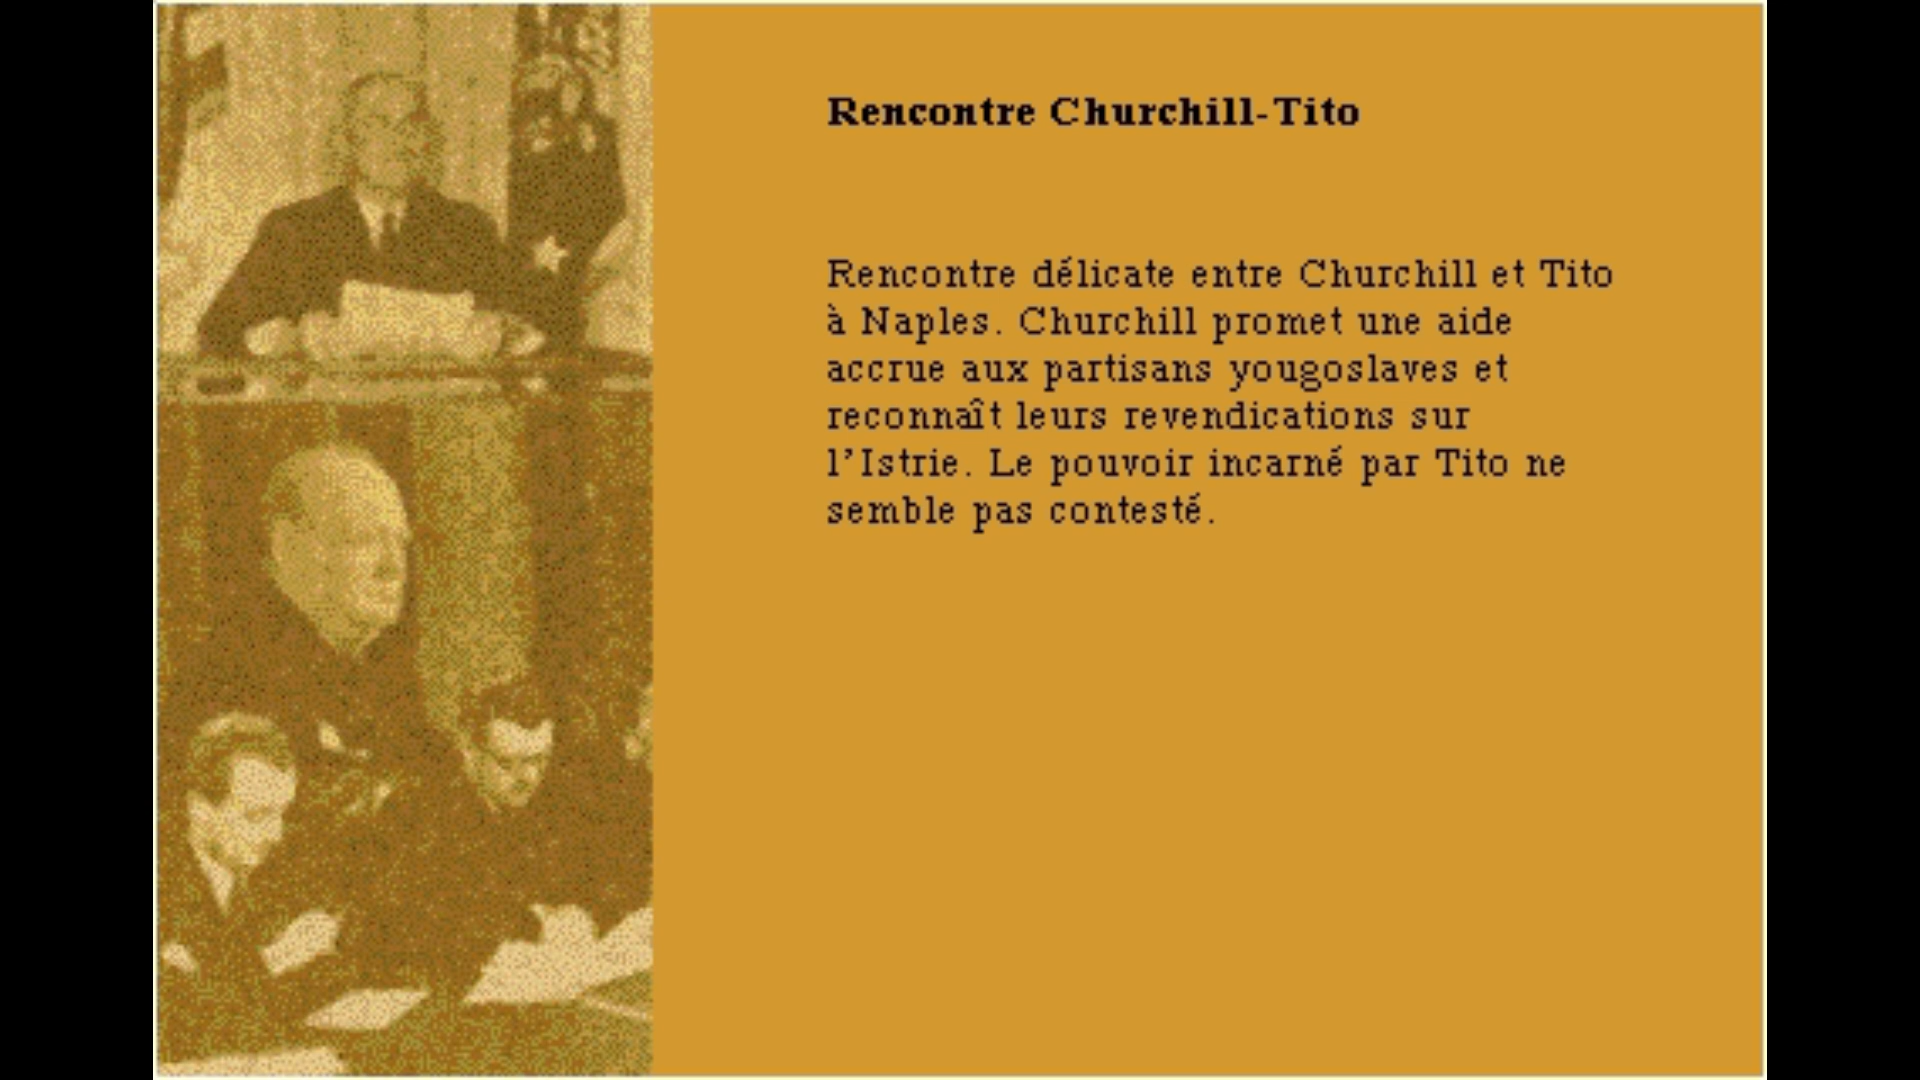 Rencontre Churchill-Tito
Rencontre délicate entre Churchill et Tito
à Naples. Churchill promet une aide
accrue aux partisans yougoslaves et
reconnaît leurs revendications sur
l’Istrie. Le pouvoir incarné par Tito ne
semble pas contesté.